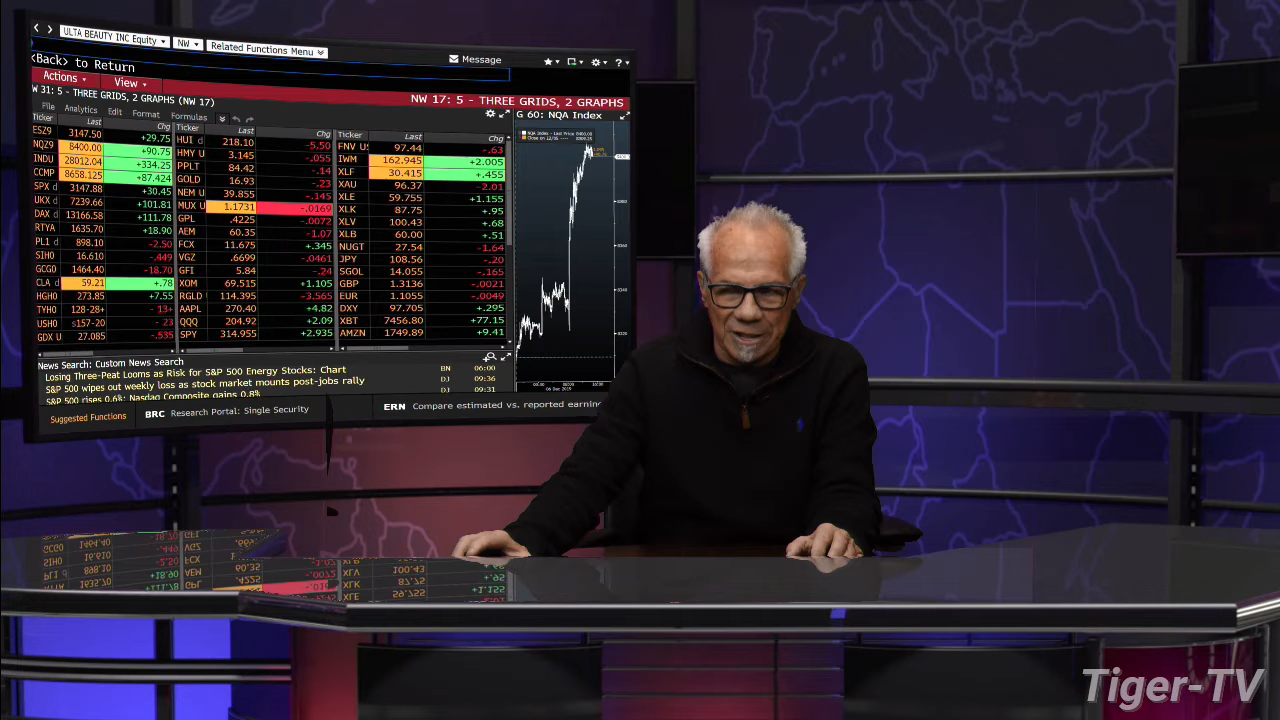 ULTA BEAUTY INC Equity NW Related Functions Menu
Message
<Back> to Return
Actions View
W 31: 5 - THREE GRIDS, 2 GRAPHS (NW 17) NW 17: 5 - THREE GRIDS, 2 GRAPHS
File Analytics Edit Format Formulas G 60: NQA Index
Ticker Last Chg Ticker Last Chg Ticker Last Chg
ESZ9 3147.50 +29.75 HUI d 218.10 -5.50 FNV US 97.44 -.63
NQZ9 8400.00 +90.75 HMY U 3.145 -.055 IWM 162.945 +2.005
INDU 28012.04 +334.25 PPLT 84.42 -.14 XLF 30.415 +.455
CCMP 8658.125 +87.424 GOLD 16.93 -.23 XAU 96.37 -2.01
SPX d 3147.88 +30.45 NEM U 39.855 -.145 XLE 59.755 +1.155
UKX d 7239.66 +101.81 MUX U 1.1731 -.0169 XLK 87.75 +.95
DAX d 13166.58 +111.78 GPL .4225 -.0072 XLV 100.43 +.68
RTYA 1635.70 +18.90 AEM 60.35 -1.07 XLB 60.00 +.51
PL1 d 898.10 -2.50 FCX 11.675 +.345 NUGT 27.54 -1.64
SIH0 16.610 -.449 VGZ .6699 -.0461 JPY 108.56 -.20
GCG0 1464.40 -18.70 GFI 5.84 -.24 SGOL 14.055 -.165
CLA d 59.21 +.78 XOM 69.515 +1.105 GBP 1.3136 -.0021
HGH0 273.85 +7.55 RGLD 114.395 -3.565 EUR 1.1055 -.0049
TYH0 128-28+ - 13+ AAPL 270.40 +4.82 DXY 97.705 +.295
USH0 s157-20 - 23 QQQ 204.92 +2.09 XBT 7456.80 +77.15
GDX U 27.085 -.535 SPY 314.955 +2.935 AMZN 1749.89 +9.41
News Search: Custom News Search
Losing Three-Peat Looms as Risk for S&P 500 Energy Stocks: Chart BN 06:00
S&P 500 wipes out weekly loss as stock market mounts post-jobs rally DJ 09:36
S&P 500 rises 0.6%; Nasdaq Composite gains 0.8% DJ 09:31
Suggested Functions BRC Research Portal: Single Security ERN Compare estimated vs. reported earnin
Tiger-TV